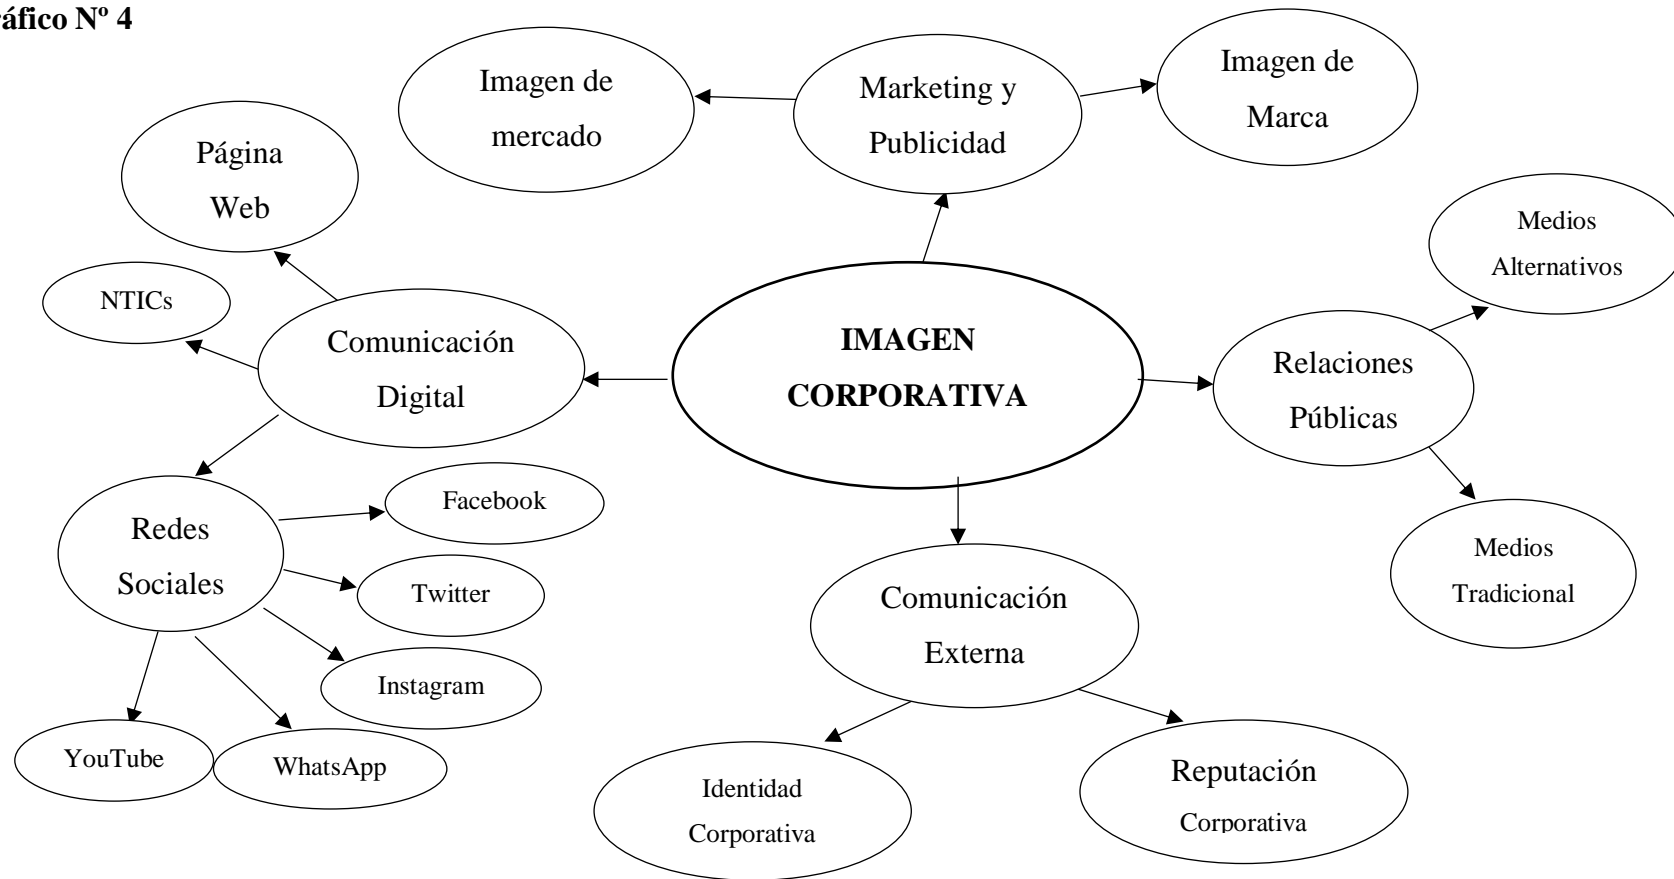 ráfico Nº 4
Imagen de
mercado
Marketing y
Publicidad
Imagen de
Marca
Página
Web
Medios
Alternativos
NTICs
Comunicación
Digital
IMAGEN
CORPORATIVA
Relaciones
Públicas
Redes
Sociales
Facebook
Twitter
Instagram
YouTube
WhatsApp
Comunicación
Externa
Medios
Tradicional
Identidad
Corporativa
Reputación
Corporativa